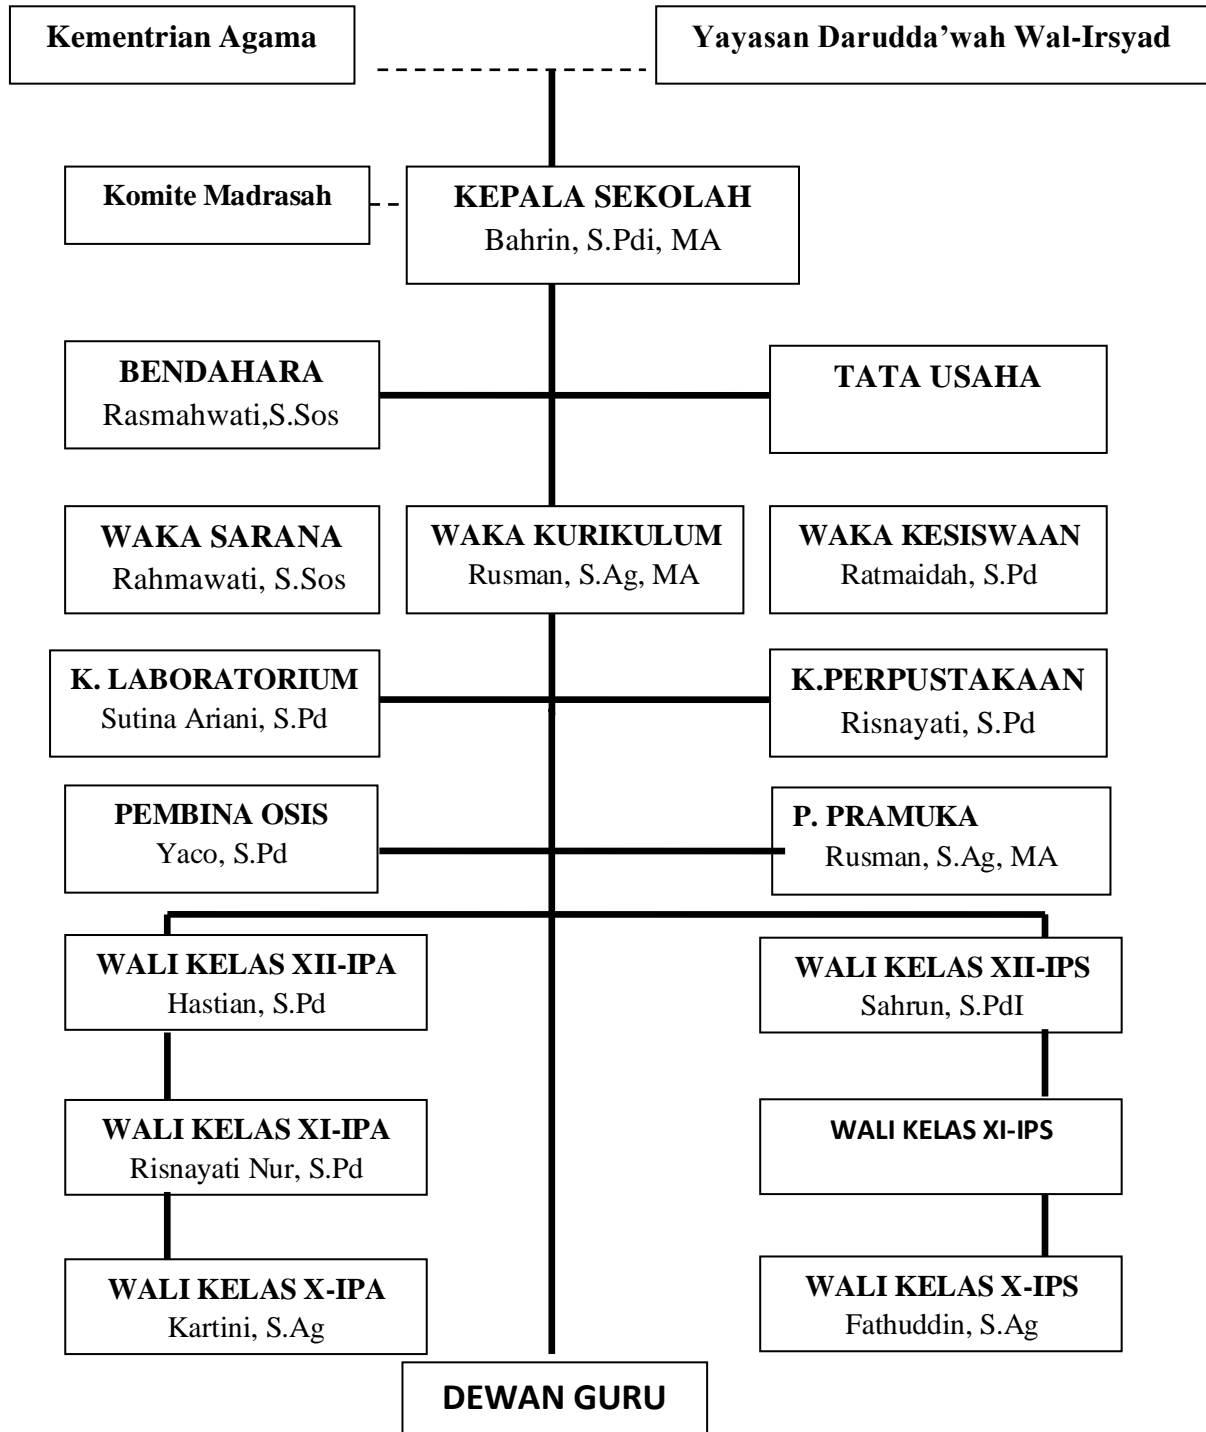 Kementrian Agama
Yayasan Darudda’wah Wal-Irsyad
Komite Madrasah
KEPALA SEKOLAH
Bahrin, S.Pdi, MA
BENDAHARA
Rasmahwati,S.Sos
TATA USAHA
WAKA SARANA
Rahmawati, S.Sos
WAKA KURIKULUM
Rusman, S.Ag, MA
WAKA KESISWAAN
Ratmaidah, S.Pd
K. LABORATORIUM
Sutina Ariani, S.Pd
K.PERPUSTAKAAN
Risnayati, S.Pd
PEMBINA OSIS
Yaco, S.Pd
P. PRAMUKA
Rusman, S.Ag, MA
WALI KELAS XII-IPA
Hastian, S.Pd
WALI KELAS XII-IPS
Sahrun, S.PdI
WALI KELAS XI-IPA
Risnayati Nur, S.Pd
WALI KELAS XI-IPS
WALI KELAS X-IPA
Kartini, S.Ag
WALI KELAS X-IPS
Fathuddin, S.Ag
DEWAN GURU